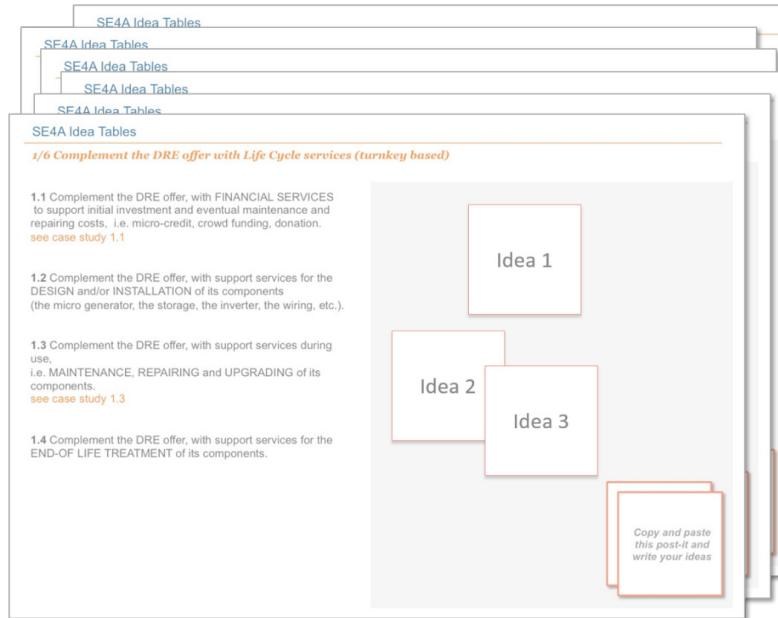 SE4A Idea Tables
SE4A Idea Tables
SE4A Idea Tables
SE4A Idea Tables
SE4A Idea Tables
SE4A Idea Tables
1/6 Complement the DRE offer with Life Cycle services (turnkey based)
1.1 Complement the DRE offer, with FINANCIAL SERVICES
to support initial investment and eventual maintenance and
repairing costs, i.e. micro-credit, crowd funding, donation.
see case study 1.1
1.2 Complement the DRE offer, with support services for the
DESIGN and/or INSTALLATION of its components
(the micro generator, the storage, the inverter, the wiring, etc.).
1.3 Complement the DRE offer, with support services during
use,
i.e. MAINTENANCE, REPAIRING and UPGRADING of its
components.
see case study 1.3
1.4 Complement the DRE offer, with support services for the
END-OF LIFE TREATMENT of its components.
Idea 1
Idea 2
Idea 3
Copy and paste
this post-it and
write your ideas